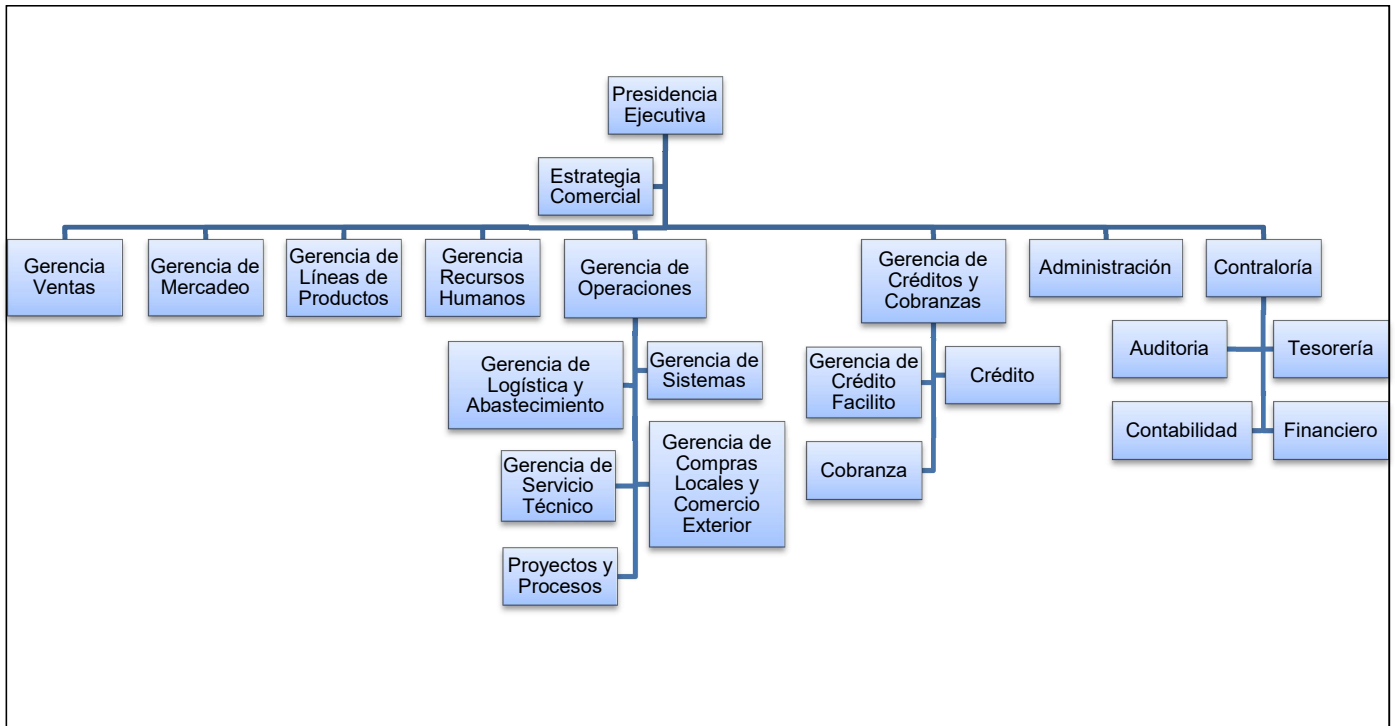 Presidencia
Ejecutiva
Estrategia
Comercial
Gerencia
Ventas
Gerencia de
Mercadeo
Gerencia de
Líneas de
Productos
Gerencia
Recursos
Humanos
Gerencia de
Operaciones
Gerencia de
Créditos y
Cobranzas
Administración
Contraloría
Gerencia de
Logística y
Abastecimiento
Gerencia de
Sistemas
Gerencia de
Servicio
Técnico
Gerencia de
Compras
Locales y
Comercio
Exterior
Proyectos y
Procesos
Gerencia de
Crédito
Facilito
Crédito
Cobranza
Auditoria
Tesorería
Contabilidad
Financiero